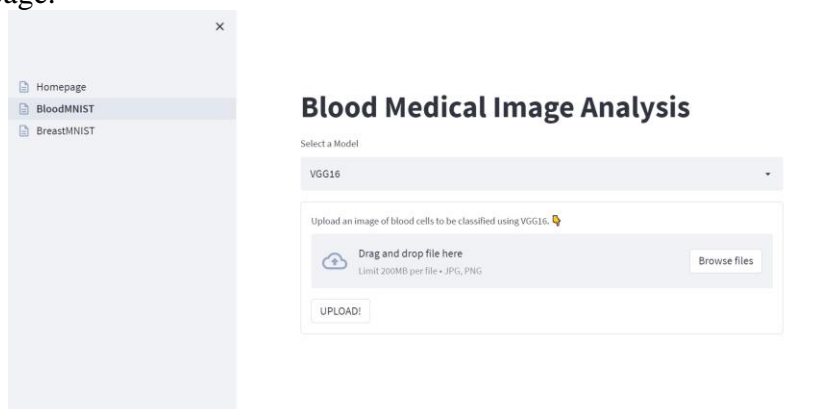 page.
×
Homepage
BloodMNIST
BreastMNIST
Blood Medical Image Analysis
Select a Model
VGG16
Upload an image of blood cells to be classified using VGG16. 👇
Drag and drop file here
Limit 200MB per file • JPG, PNG
Browse files
UPLOAD!